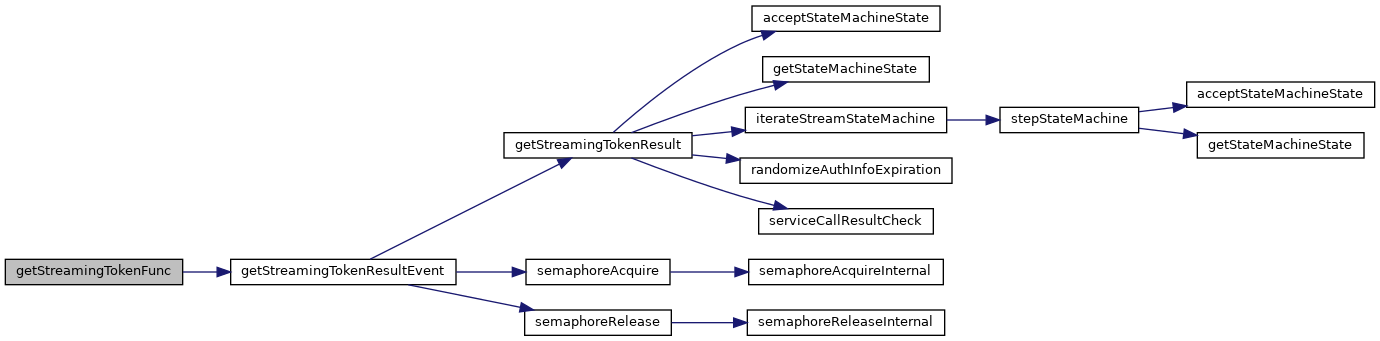 acceptStateMachineState
getStateMachineState
acceptStateMachineState
iterateStreamStateMachine
stepStateMachine
getStreamingTokenResult
getStateMachineState
randomizeAuthInfoExpiration
serviceCallResultCheck
getStreamingTokenFunc
getStreamingTokenResultEvent
semaphoreAcquire
semaphoreAcquireInternal
semaphoreRelease
semaphoreReleaseInternal